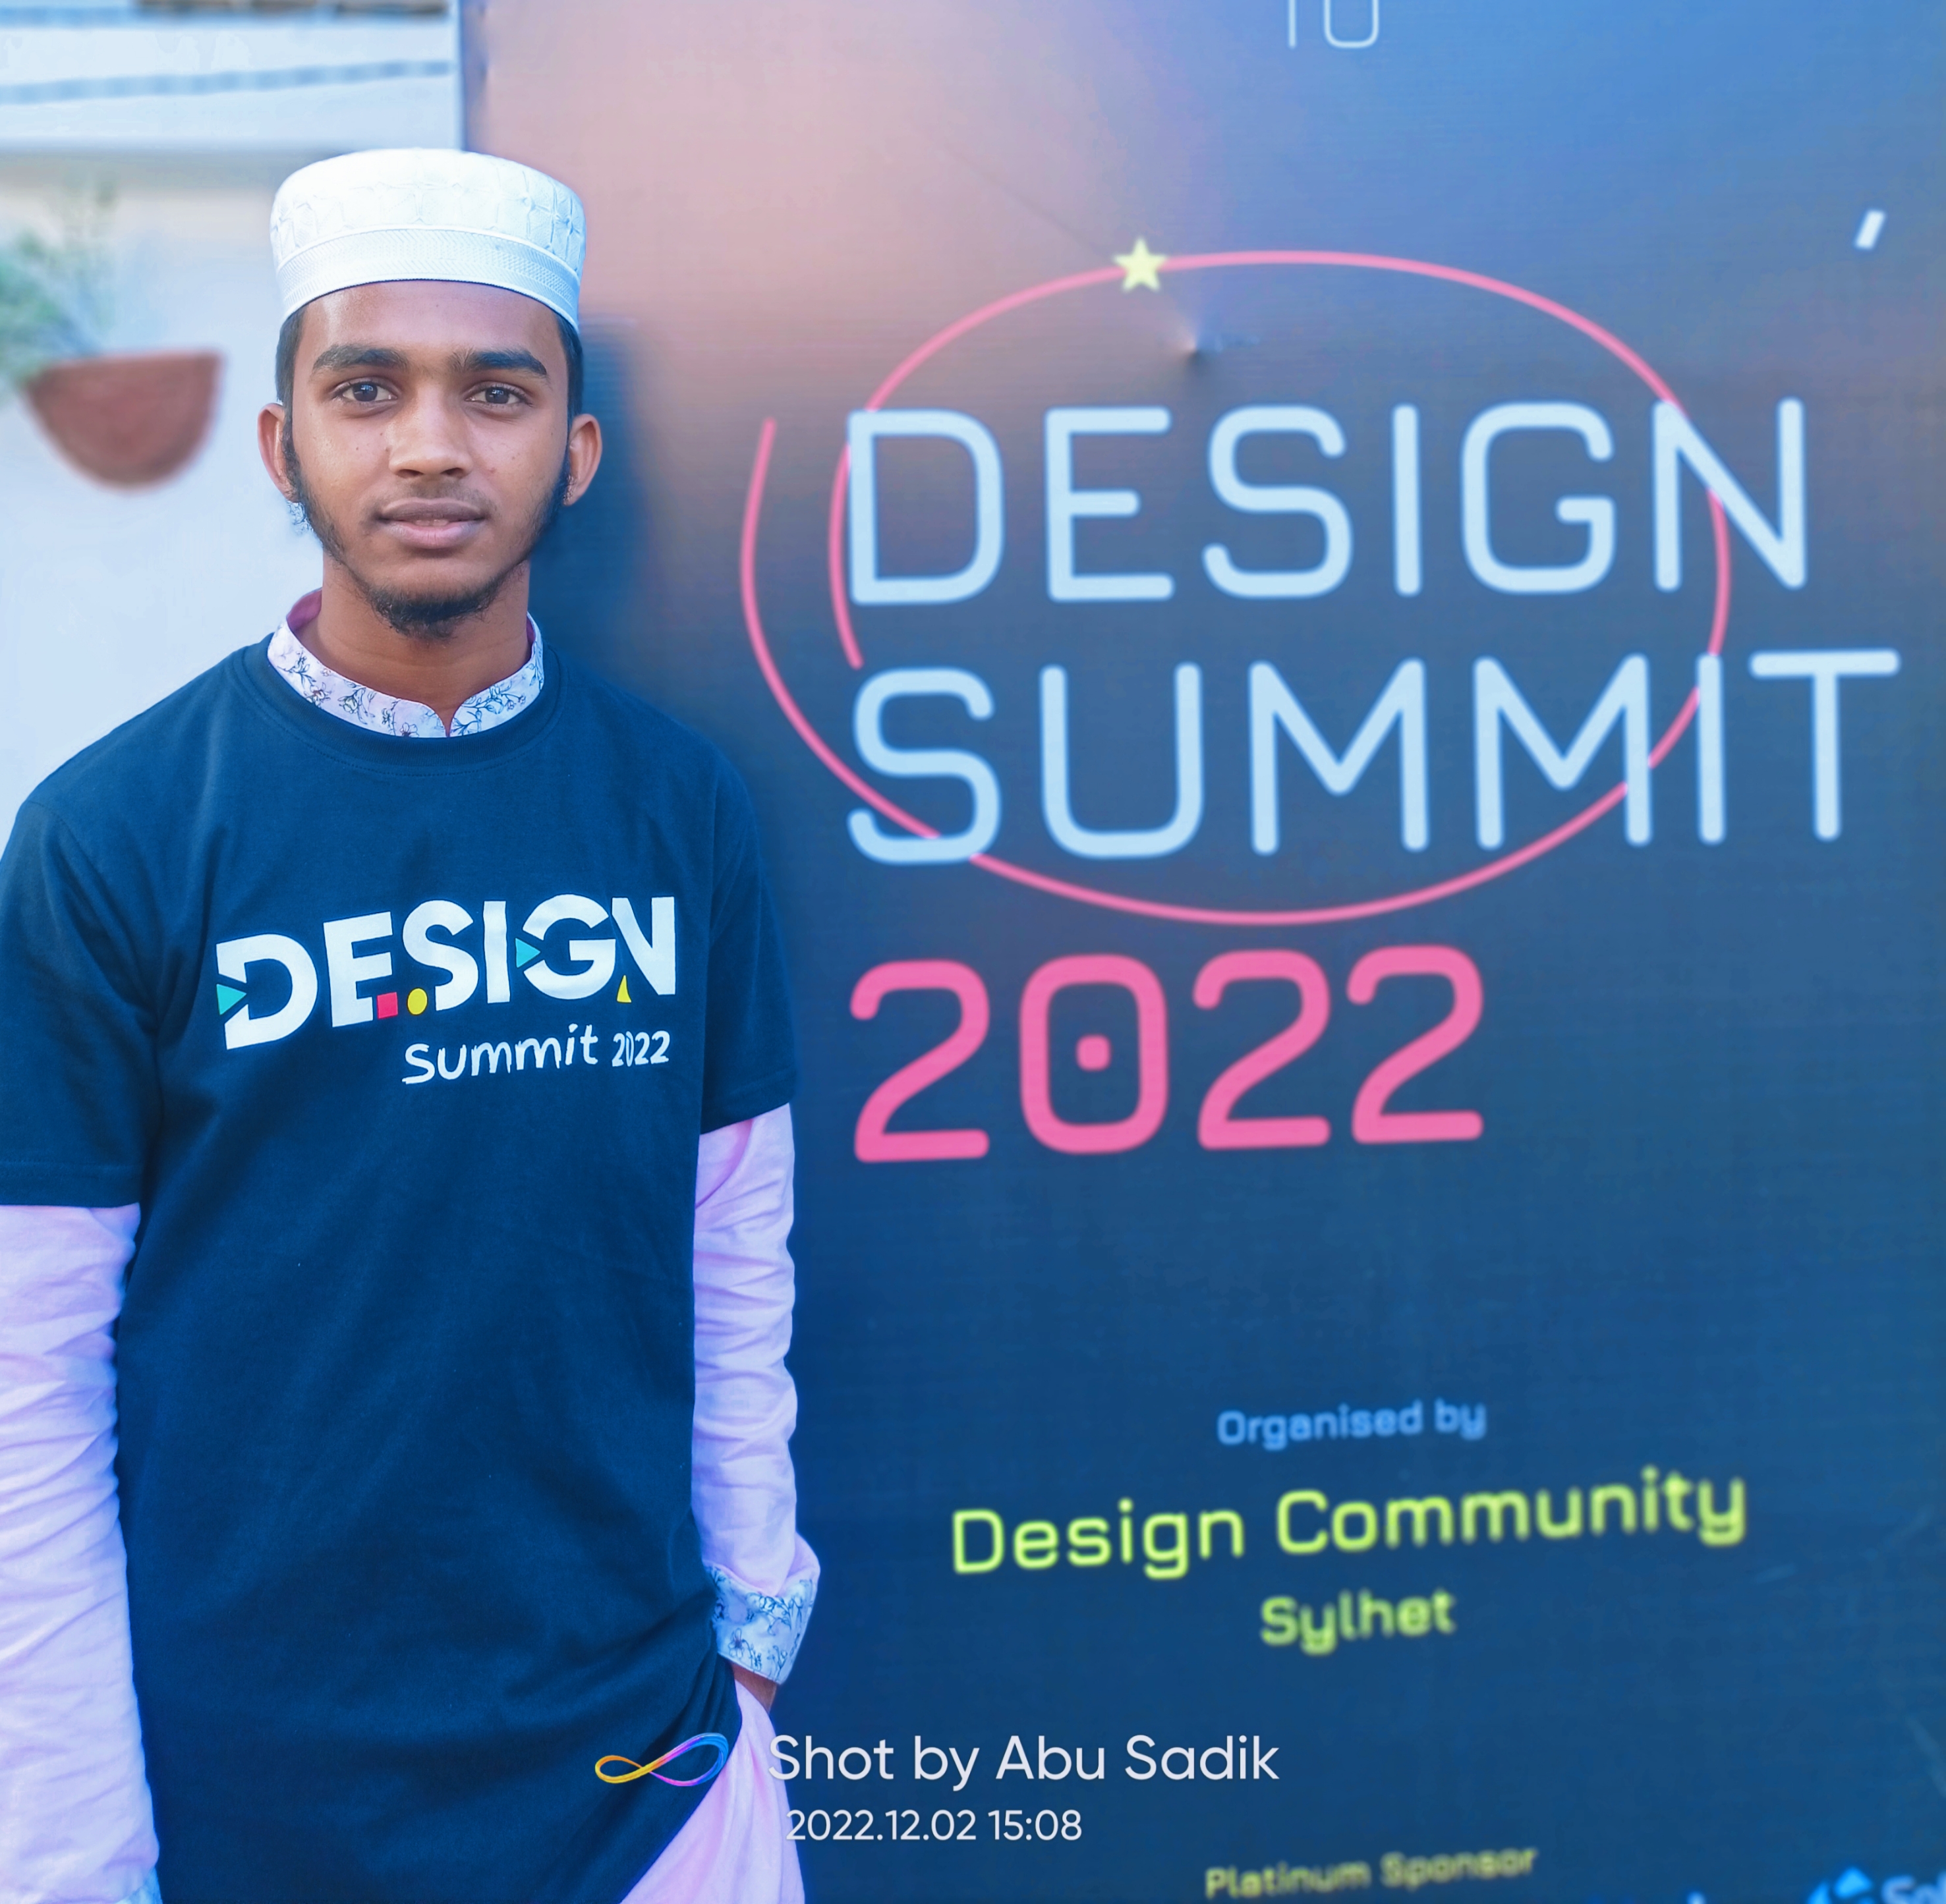 TO
DESIGN
SUMMIT
2022
DESIGN
Summit 2022
Organised by
Design Community
Sylhet
Shot by Abu Sadik
2022.12.02 15:08
Platinum Sponsor